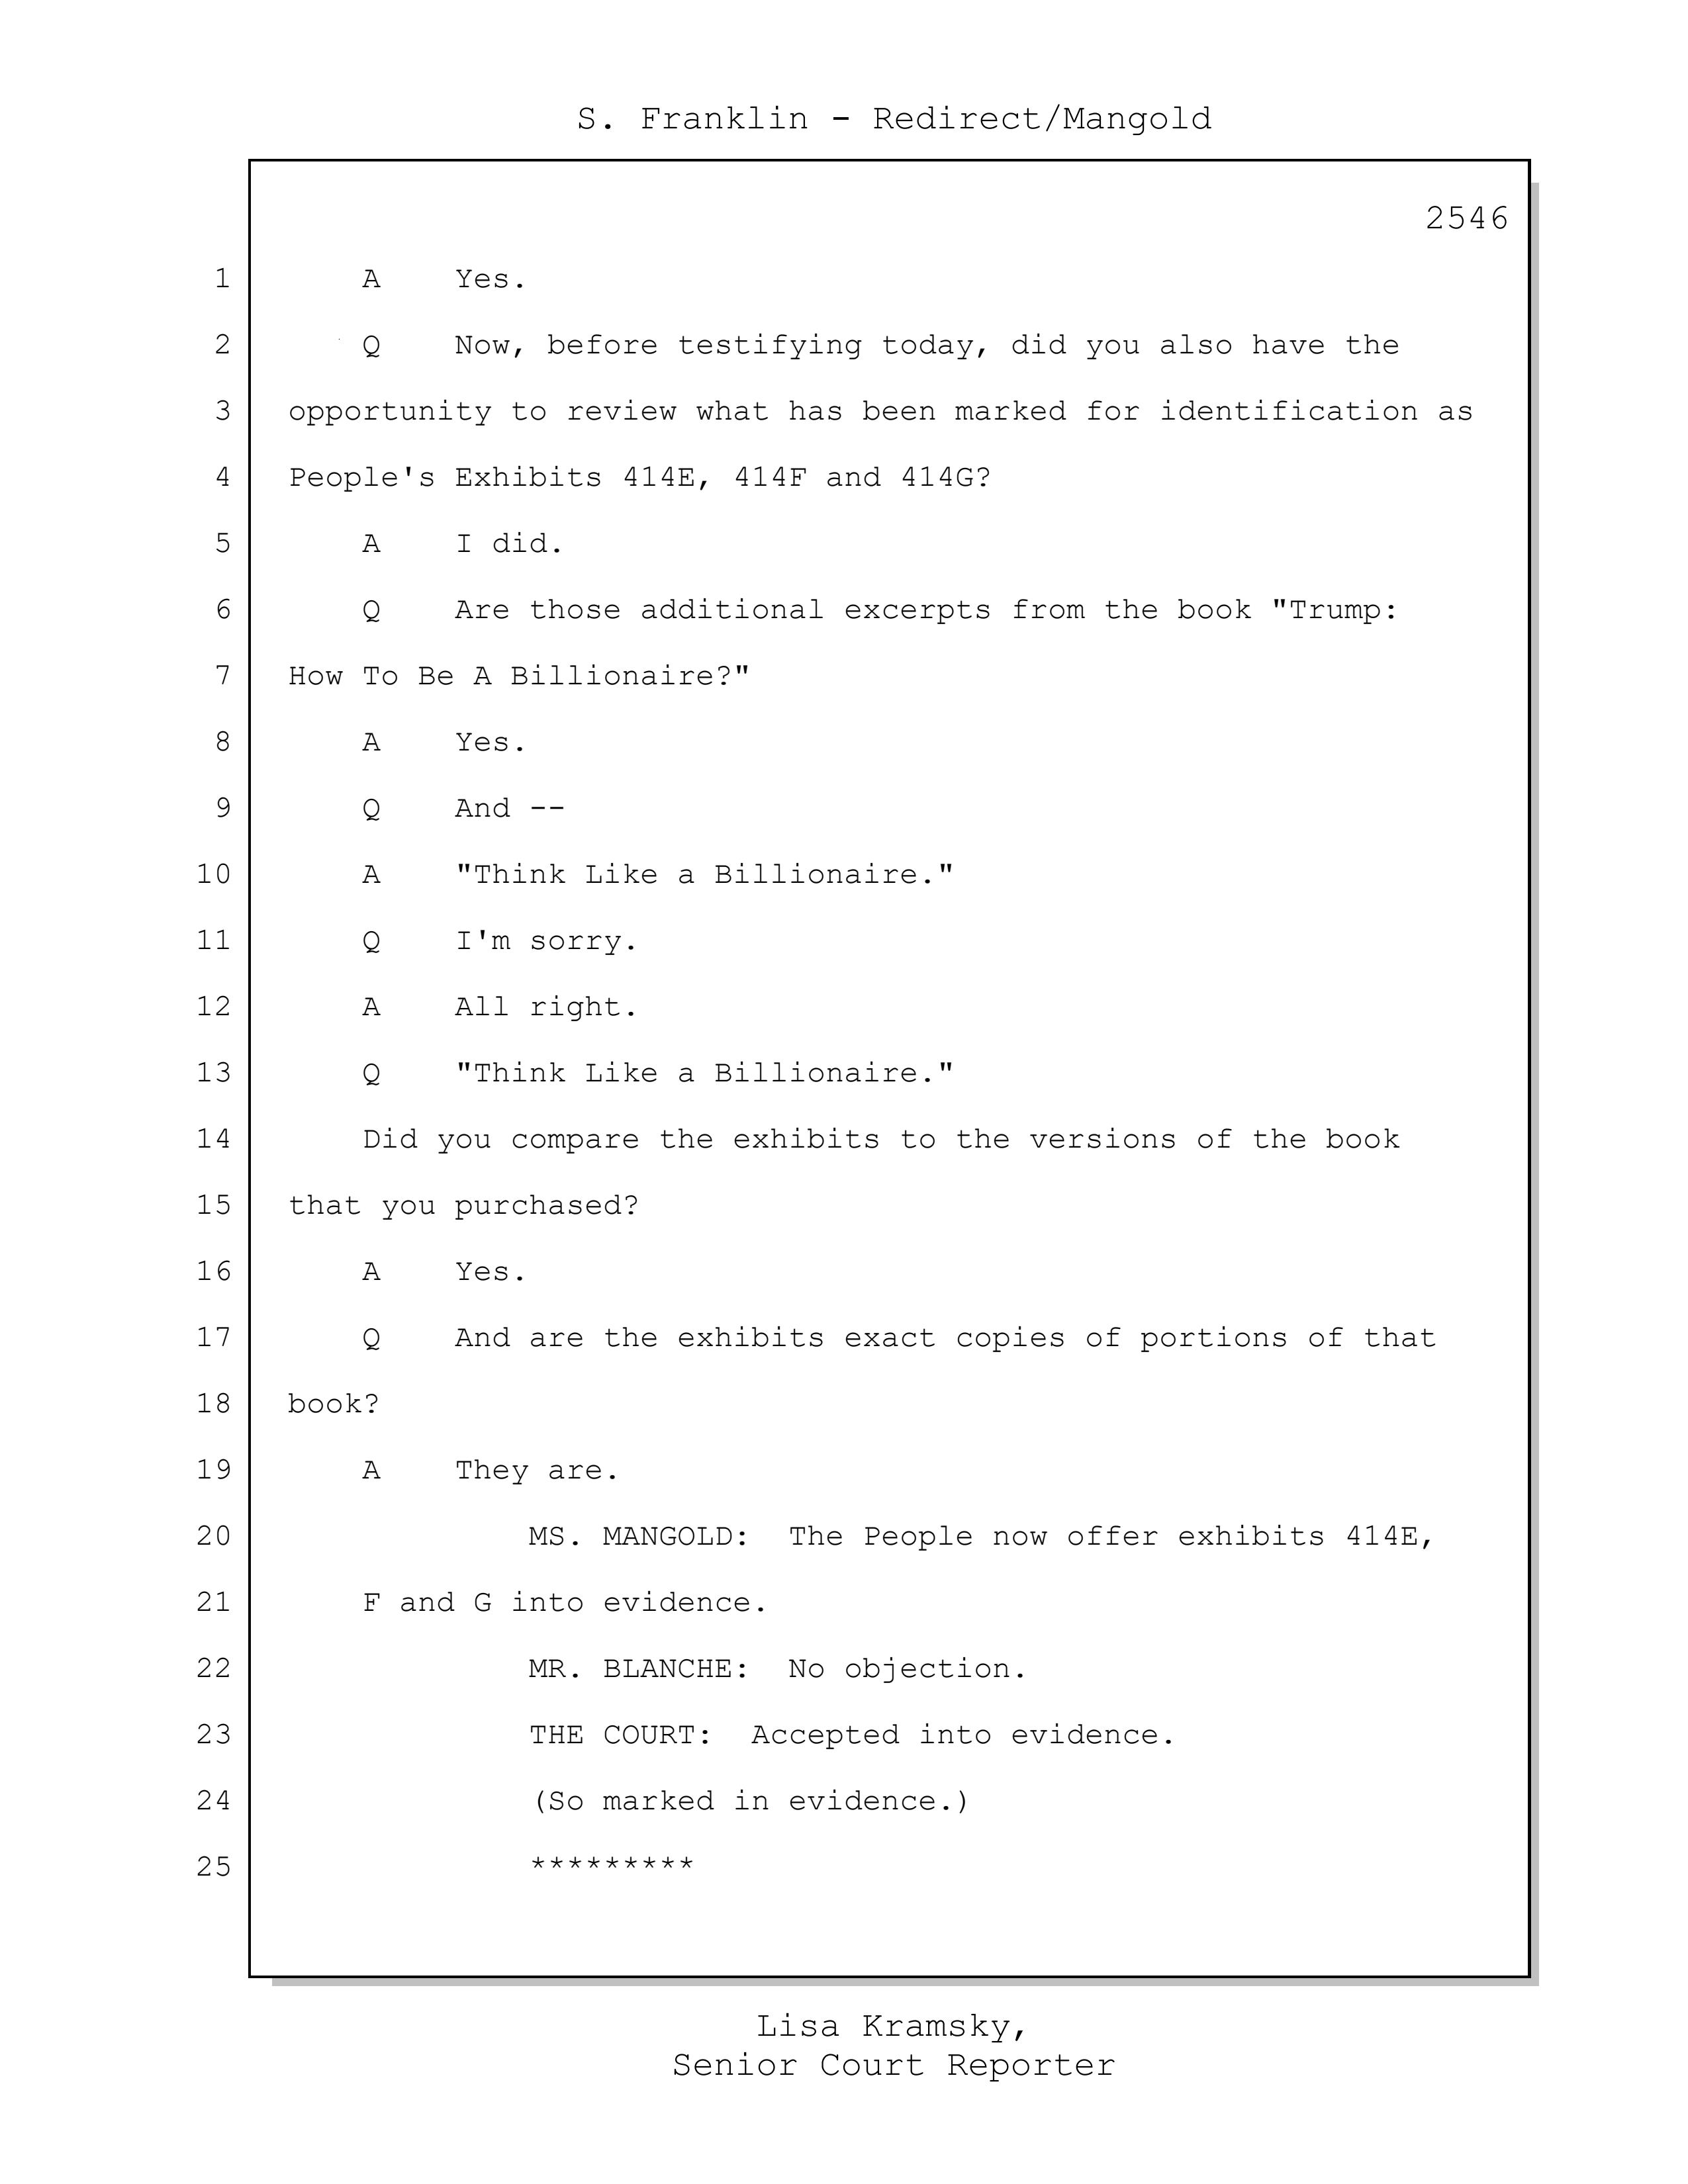 S. Franklin - Redirect/Mangold
2546
1 A Yes.
2 Q Now, before testifying today, did you also have the
3 opportunity to review what has been marked for identification as
4 People's Exhibits 414E, 414F and 414G?
5 A I did.
6 Q Are those additional excerpts from the book "Trump:
7 How To Be A Billionaire?"
8 A Yes.
9 Q And --
10 A "Think Like a Billionaire."
11 Q I'm sorry.
12 A All right.
13 Q "Think Like a Billionaire."
14 Did you compare the exhibits to the versions of the book
15 that you purchased?
16 A Yes.
17 Q And are the exhibits exact copies of portions of that
18 book?
19 A They are.
20 MS. MANGOLD: The People now offer exhibits 414E,
21 F and G into evidence.
22 MR. BLANCHE: No objection.
23 THE COURT: Accepted into evidence.
24 (So marked in evidence.)
25 *********
Lisa Kramsky,
Senior Court Reporter